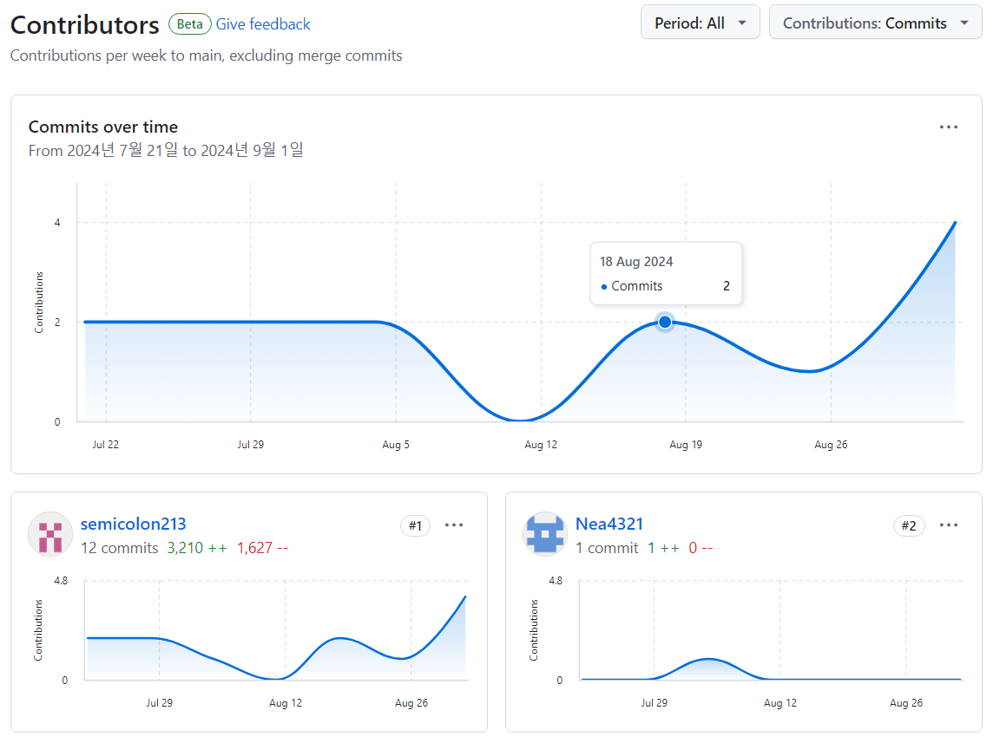 Contributors Beta Give feedback
Period: All
Contributions: Commits
Contributions per week to main, excluding merge commits
Commits over time
From 2024년 7월 21일 to 2024년 9월 1일
Contributions
4
2
0
18 Aug 2024
Commits 2
Jul 22 Jul 29 Aug 5 Aug 12 Aug 19 Aug 26
semicolon213 #1
12 commits 3,210 ++ 1,627 --
Contributions
4.8
0
Jul 29 Aug 12 Aug 26
Nea4321 #2
1 commit 1 ++ 0 --
Contributions
4.8
0
Jul 29 Aug 12 Aug 26